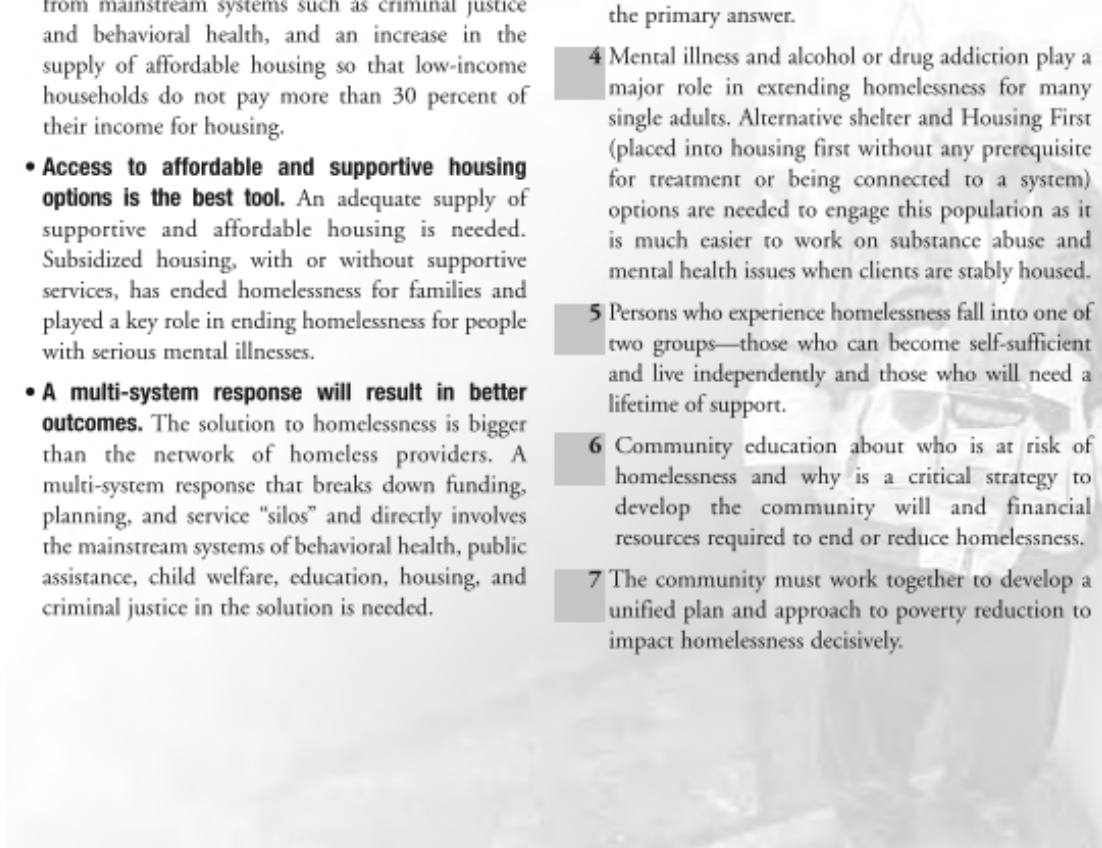 from mainstream systems such as criminal justice
and behavioral health, and an increase in the
supply of affordable housing so that low-income
households do not pay more than 30 percent of
their income for housing.
• Access to affordable and supportive housing
options is the best tool. An adequate supply of
supportive and affordable housing is needed.
Subsidized housing, with or without supportive
services, has ended homelessness for families and
played a key role in ending homelessness for people
with serious mental illnesses.
• A multi-system response will result in better
outcomes. The solution to homelessness is bigger
than the network of homeless providers. A
multi-system response that breaks down funding,
planning, and service “silos” and directly involves
the mainstream systems of behavioral health, public
assistance, child welfare, education, housing, and
criminal justice in the solution is needed.
the primary answer.
4 Mental illness and alcohol or drug addiction play a
major role in extending homelessness for many
single adults. Alternative shelter and Housing First
(placed into housing first without any prerequisite
for treatment or being connected to a system)
options are needed to engage this population as it
is much easier to work on substance abuse and
mental health issues when clients are stably housed.
5 Persons who experience homelessness fall into one of
two groups—those who can become self-sufficient
and live independently and those who will need a
lifetime of support.
6 Community education about who is at risk of
homelessness and why is a critical strategy to
develop the community will and financial
resources required to end or reduce homelessness.
7 The community must work together to develop a
unified plan and approach to poverty reduction to
impact homelessness decisively.